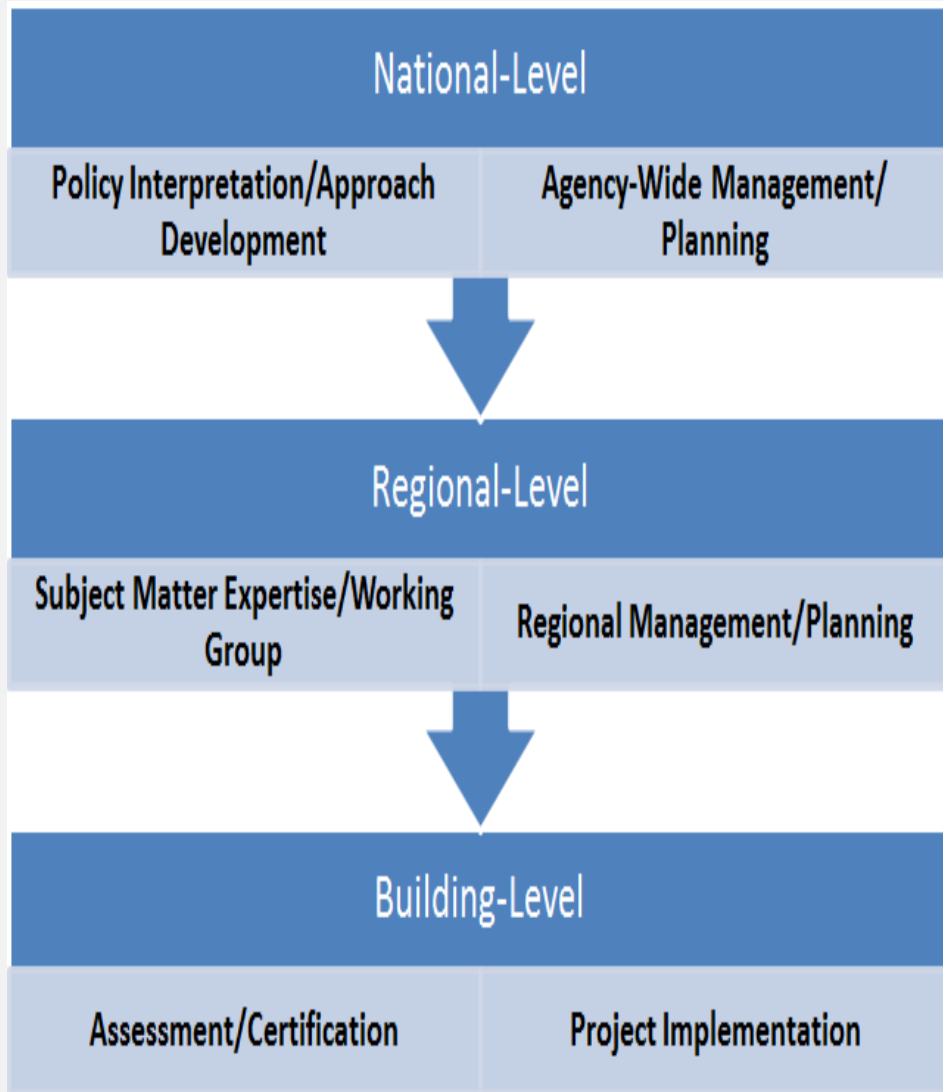 National-Level
Policy Interpretation/Approach
Development
Agency-Wide Management/
Planning
Regional-Level
Subject Matter Expertise/Working
Group
Regional Management/Planning
Building-Level
Assessment/Certification
Project Implementation